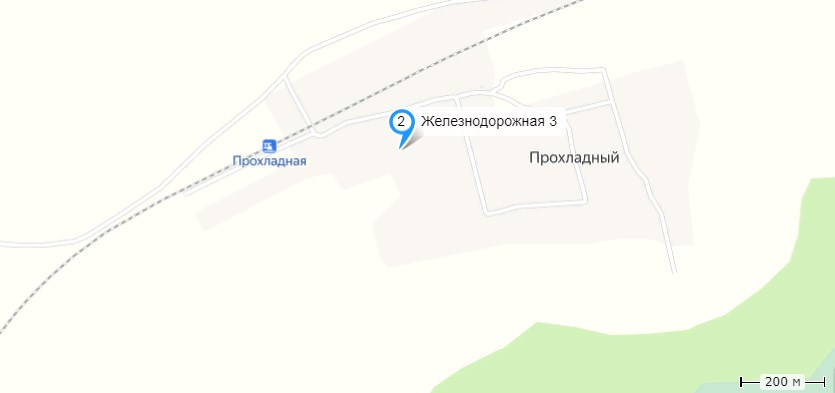 2
Железнодорожная 3
Прохладная
Прохладный
200 м